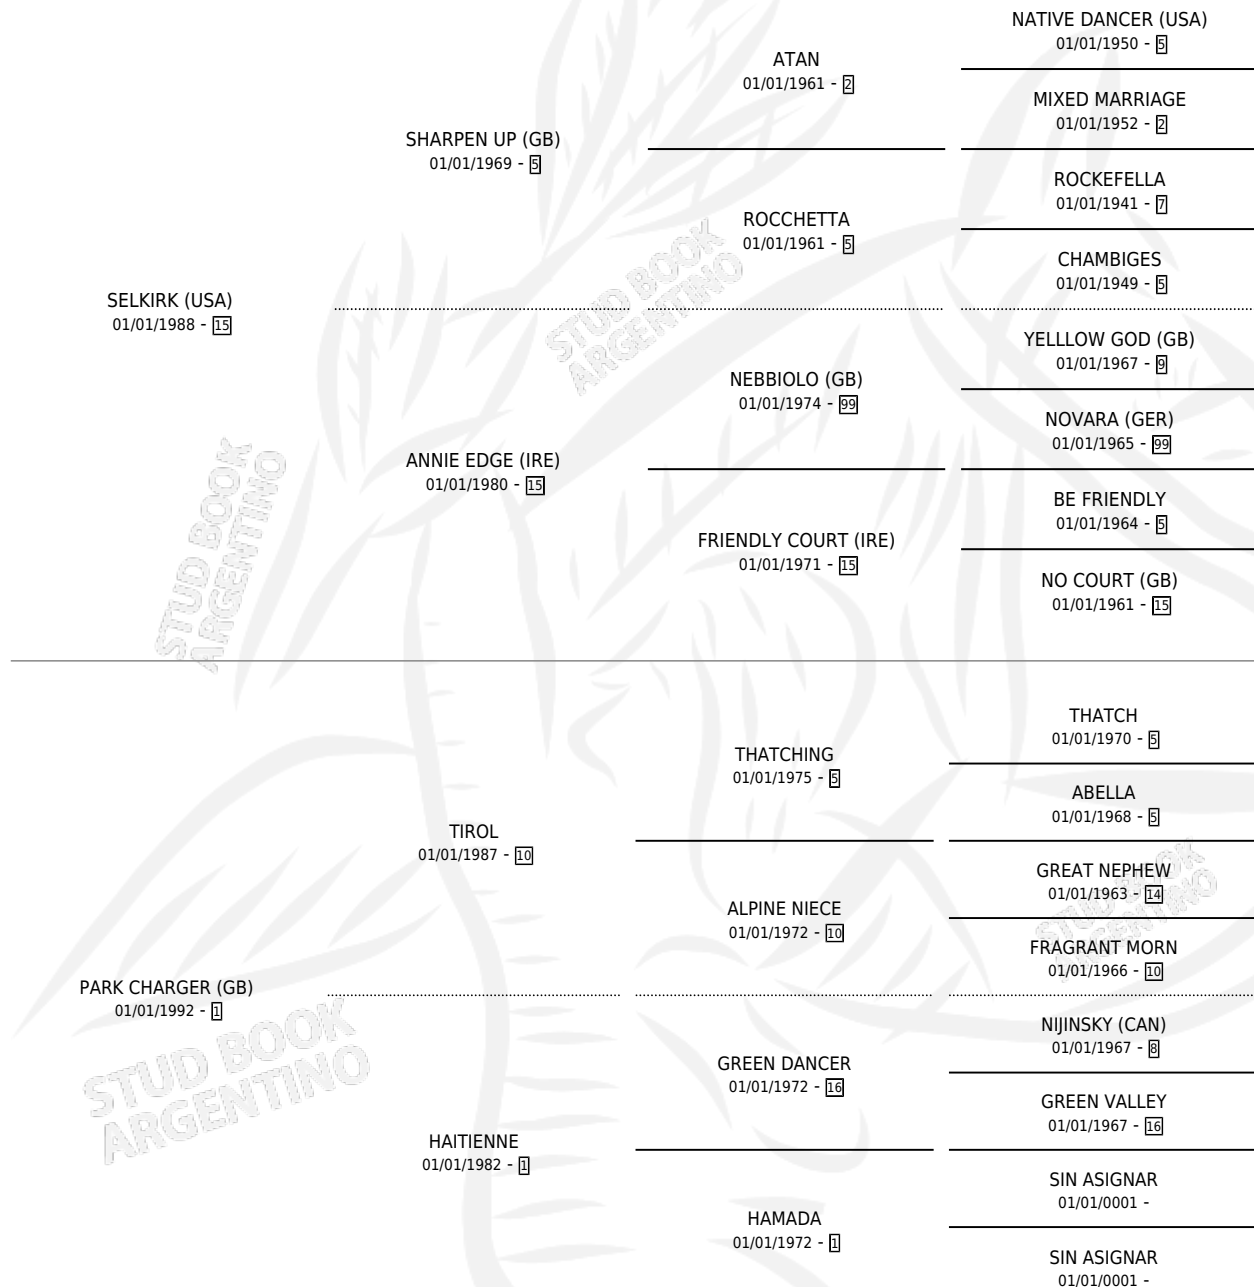 NATIVE DANCER (USA)
01/01/1950 - 5
ATAN
01/01/1961 - 2
MIXED MARRIAGE
01/01/1952 - 2
SHARPEN UP (GB)
01/01/1969 - 5
ROCKEFELLA
01/01/1941 - 7
ROCCHETTA
01/01/1961 - 5
CHAMBIGES
01/01/1949 - 5
SELKIRK (USA)
01/01/1988 - 15
YELLLOW GOD (GB)
01/01/1967 - 9
NEBBIOLO (GB)
01/01/1974 - 99
NOVARA (GER)
01/01/1965 - 99
ANNIE EDGE (IRE)
01/01/1980 - 15
BE FRIENDLY
01/01/1964 - 5
FRIENDLY COURT (IRE)
01/01/1971 - 15
NO COURT (GB)
01/01/1961 - 15
THATCH
01/01/1970 - 5
THATCHING
01/01/1975 - 5
ABELLA
01/01/1968 - 5
TIROL
01/01/1987 - 10
GREAT NEPHEW
01/01/1963 - 14
ALPINE NIECE
01/01/1972 - 10
FRAGRANT MORN
01/01/1966 - 10
PARK CHARGER (GB)
01/01/1992 - 1
NIJINSKY (CAN)
01/01/1967 - 8
GREEN DANCER
01/01/1972 - 16
GREEN VALLEY
01/01/1967 - 16
HAITIENNE
01/01/1982 - 1
SIN ASIGNAR
01/01/0001 -
HAMADA
01/01/1972 - 1
SIN ASIGNAR
01/01/0001 -
STUD BOOK
ARGENTINO
STUD BOOK
ARGENTINO
STUD BOOK
ARGENTINO
STUD BOOK
ARGENTINO